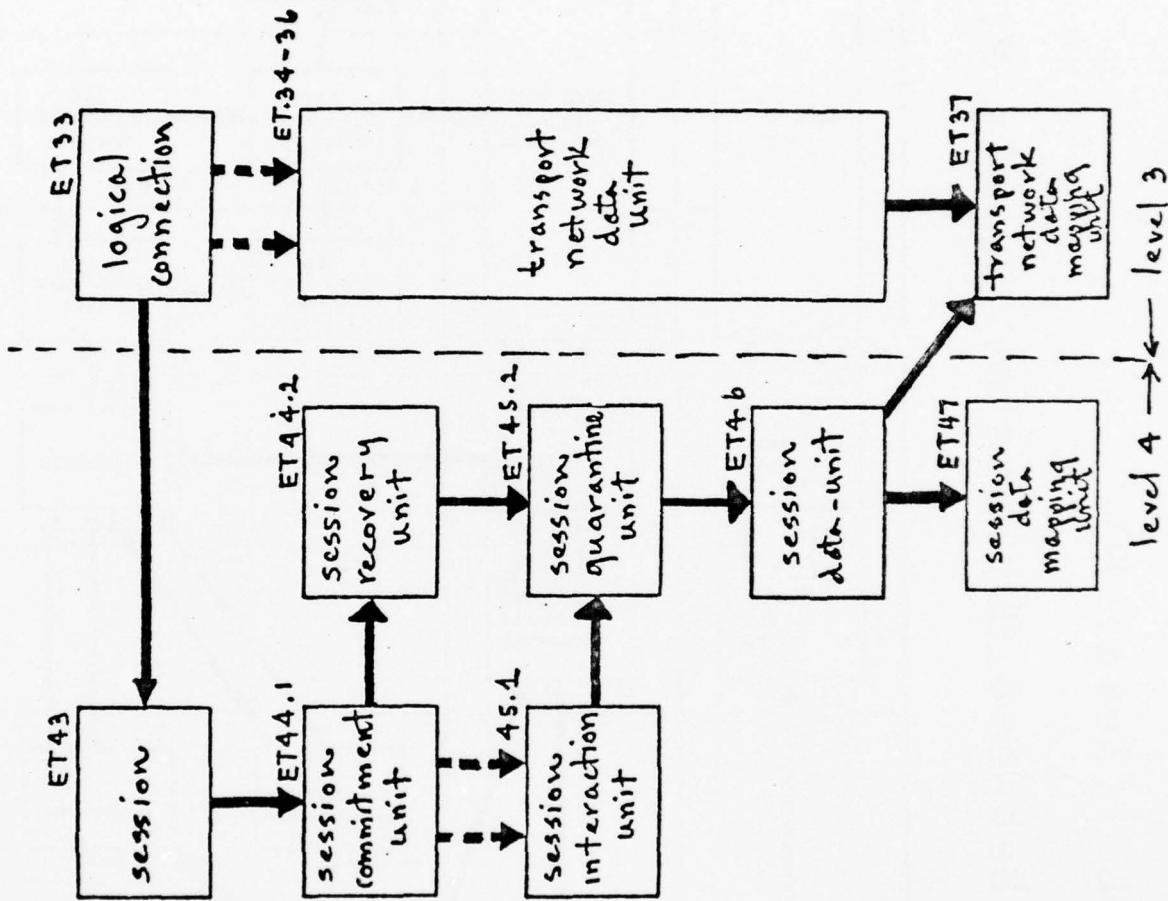 ET43
session
ET33
logical
connection
ET44.1
session
commitment
unit
ET44.2
session
recovery
unit
ET.34-36
transport
network
data
unit
45.1
session
interaction
unit
ET45.2
session
quarantine
unit
ET46
session
data-unit
ET47
session
data
mapping
unit
ET37
transport
network
data
mapping
unit
level 4 → ← level 3